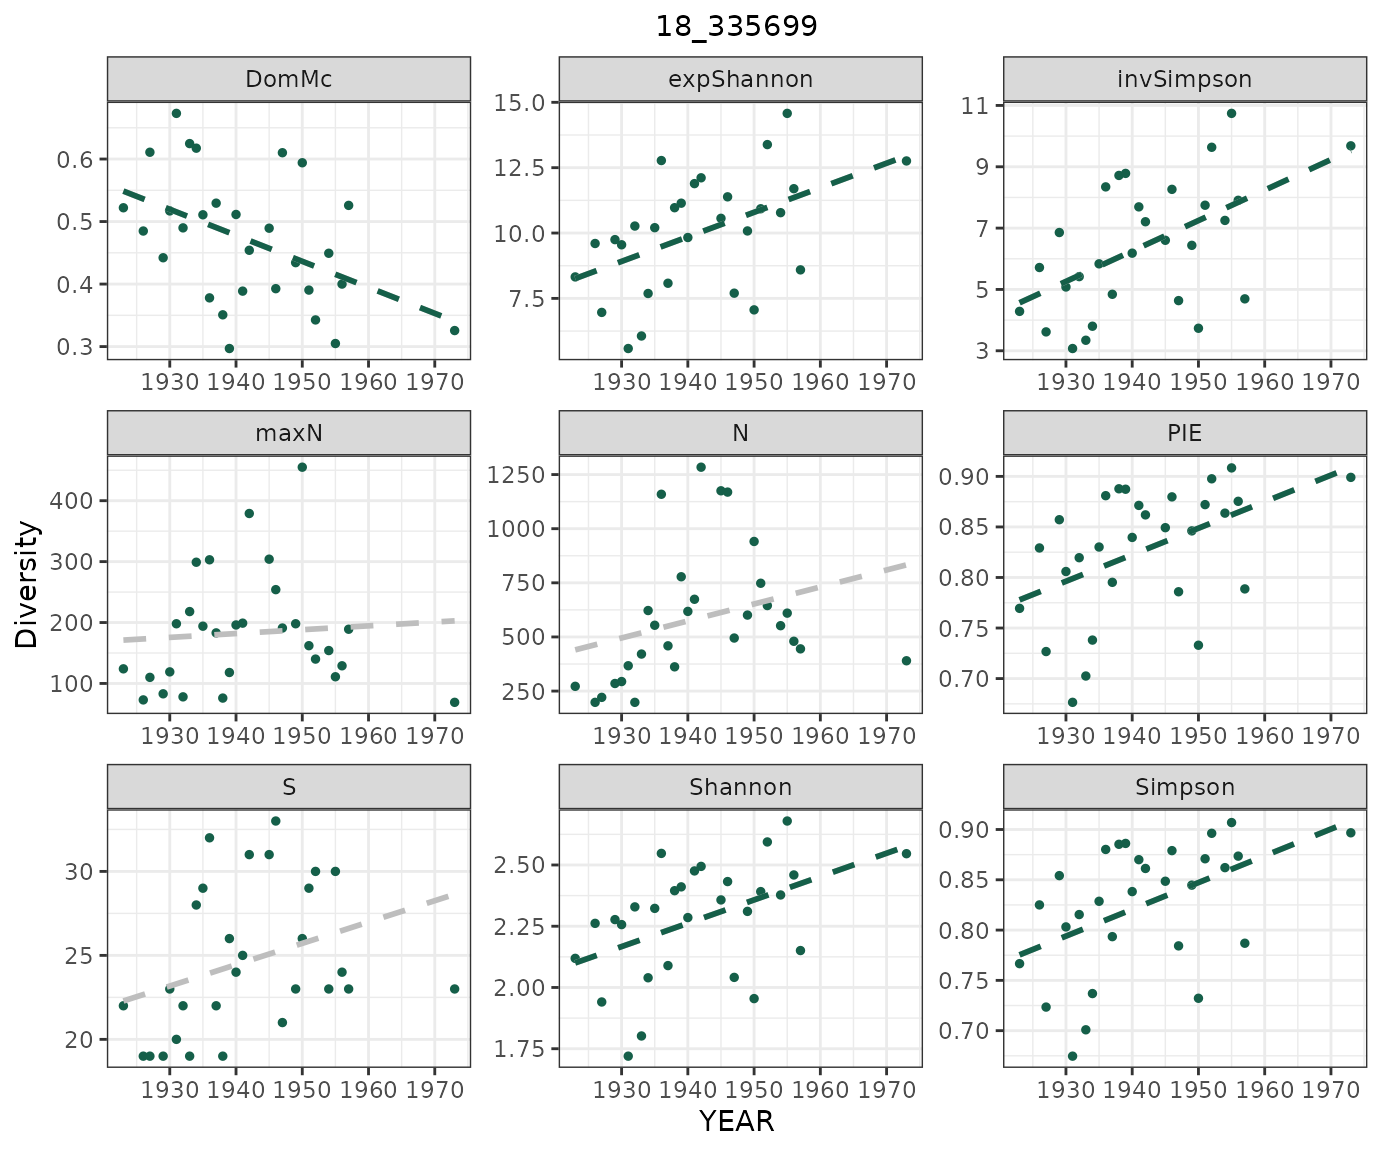 18_335699
DomMc expShannon invSimpson
0.6
0.5
0.4
0.3
15.0
12.5
10.0
7.5
11
9
7
5
3
1930 1940 1950 1960 1970
1930 1940 1950 1960 1970
1930 1940 1950 1960 1970
maxN N PIE
400
300
200
100
1250
1000
750
500
250
0.90
0.85
0.80
0.75
0.70
1930 1940 1950 1960 1970
1930 1940 1950 1960 1970
1930 1940 1950 1960 1970
Diversity
S Shannon Simpson
30
25
20
2.50
2.25
2.00
1.75
0.90
0.85
0.80
0.75
0.70
1930 1940 1950 1960 1970
1930 1940 1950 1960 1970
1930 1940 1950 1960 1970
YEAR